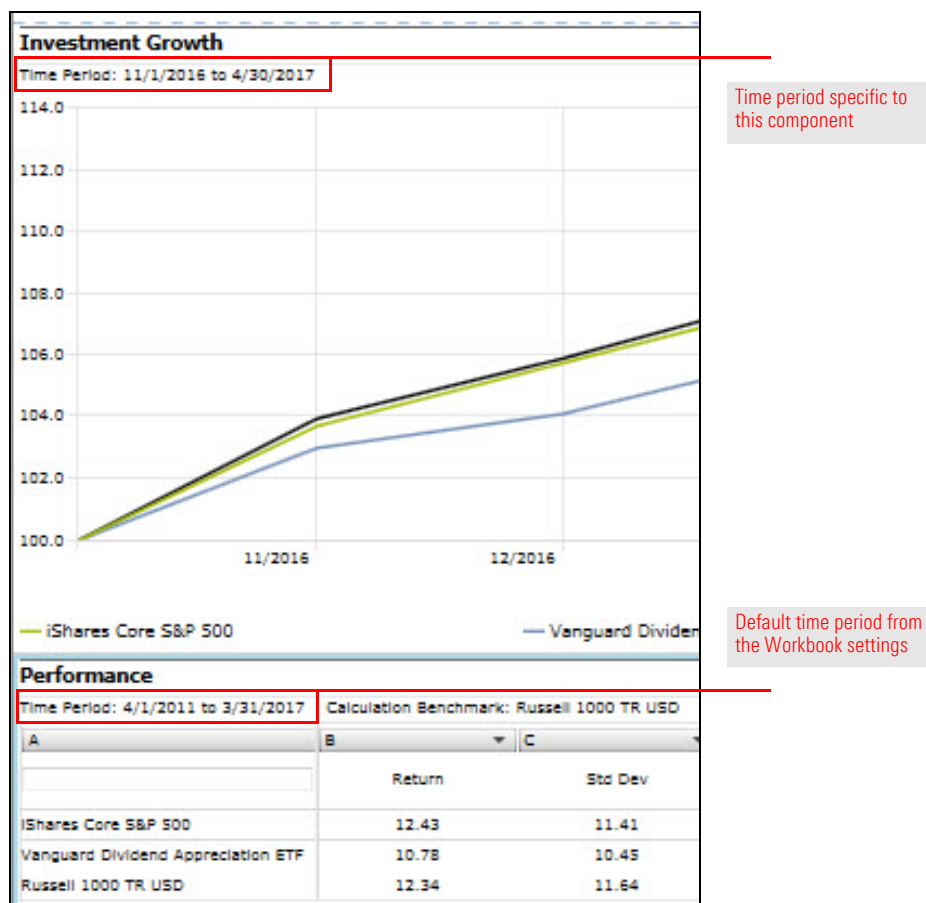 Investment Growth
Time Period: 11/1/2016 to 4/30/2017
Time period specific to
this component
114.0
112.0
110.0
108.0
106.0
104.0
102.0
100.0
11/2016 12/2016
iShares Core S&P 500 Vanguard Dividen
Default time period from
the Workbook settings
Performance
Time Period: 4/1/2011 to 3/31/2017 Calculation Benchmark: Russell 1000 TR USD
A B C
Return Std Dev
iShares Core S&P 500 12.43 11.41
Vanguard Dividend Appreciation ETF 10.78 10.45
Russell 1000 TR USD 12.34 11.64